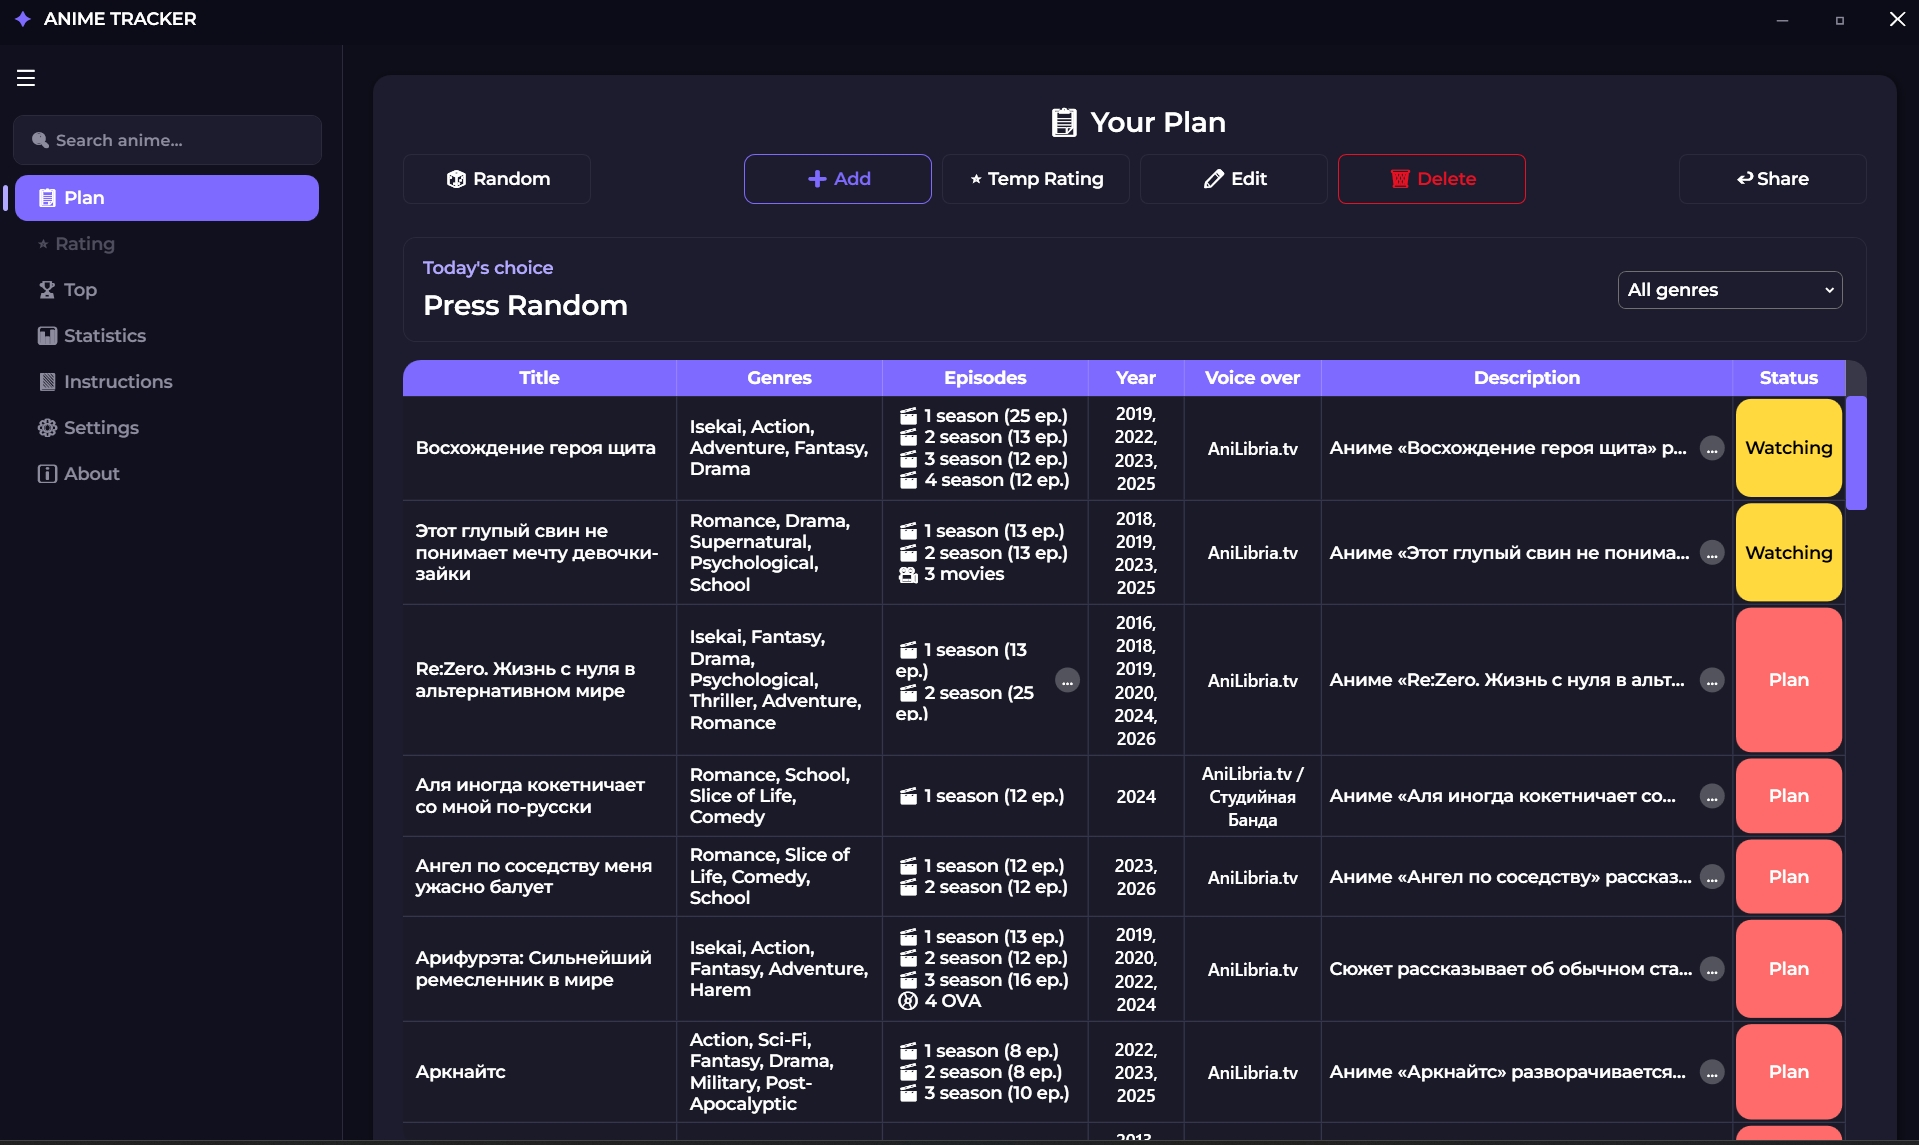 ANIME TRACKER
Search anime...
Plan
Rating
Top
Statistics
Instructions
Settings
About
Your Plan
Random
Add
Temp Rating
Edit
Delete
Share
Today's choice
Press Random
All genres
Title
Genres
Episodes
Year
Voice over
Description
Status
Восхождение героя щита
Isekai, Action,
Adventure, Fantasy,
Drama
1 season (25 ep.)
2 season (13 ep.)
3 season (12 ep.)
4 season (12 ep.)
2019,
2022,
2023,
2025
AniLibria.tv
Аниме «Восхождение героя щита» р...
...
Watching
Этот глупый свин не
понимает мечту девочки-
зайки
Romance, Drama,
Supernatural,
Psychological,
School
1 season (13 ep.)
2 season (13 ep.)
3 movies
2018,
2019,
2023,
2025
AniLibria.tv
Аниме «Этот глупый свин не понима...
...
Watching
Re:Zero. Жизнь с нуля в
альтернативном мире
Isekai, Fantasy,
Drama,
Psychological,
Thriller, Adventure,
Romance
1 season (13
ep.)
2 season (25
ep.)
...
2016,
2018,
2019,
2020,
2024,
2026
AniLibria.tv
Аниме «Re:Zero. Жизнь с нуля в альт...
...
Plan
Аля иногда кокетничает
со мной по-русски
Romance, School,
Slice of Life,
Comedy
1 season (12 ep.)
2024
AniLibria.tv /
Студийная
Банда
Аниме «Аля иногда кокетничает со...
...
Plan
Ангел по соседству меня
ужасно балует
Romance, Slice of
Life, Comedy,
School
1 season (12 ep.)
2 season (12 ep.)
2023,
2026
AniLibria.tv
Аниме «Ангел по соседству» рассказ...
...
Plan
Арифурэта: Сильнейший
ремесленник в мире
Isekai, Action,
Fantasy, Adventure,
Harem
1 season (13 ep.)
2 season (12 ep.)
3 season (16 ep.)
4 OVA
2019,
2020,
2022,
2024
AniLibria.tv
Сюжет рассказывает об обычном ста...
...
Plan
Аркнайтс
Action, Sci-Fi,
Fantasy, Drama,
Military, Post-
Apocalyptic
1 season (8 ep.)
2 season (8 ep.)
3 season (10 ep.)
2022,
2023,
2025
AniLibria.tv
Аниме «Аркнайтс» разворачивается...
...
Plan